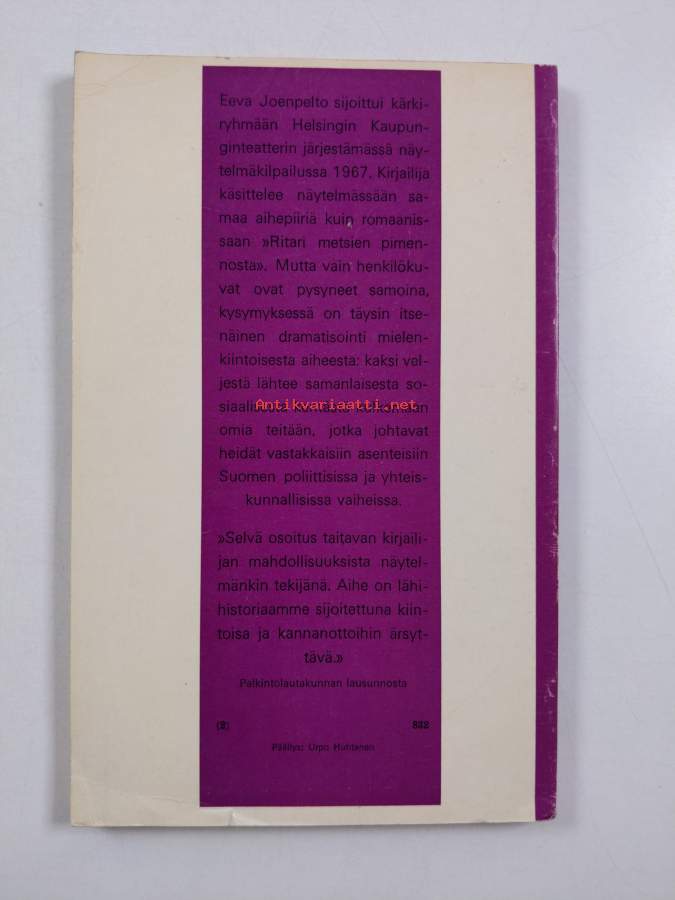 Eeva Joenpelto sijoittui kärki-
ryhmään Helsingin Kaupun-
ginteatterin järjestämässä näy-
telmäkilpailussa 1967. Kirjailija
käsittelee näytelmässään sa-
maa aihepiiriä kuin romaanis-
saan »Ritari metsien pimen-
nosta». Mutta vain henkilöku-
vat ovat pysyneet samoina,
kysymyksessä on täysin itse-
näinen dramatisointi mielen-
kiintoisesta aiheesta: kaksi vel-
jestä lähtee samanlaisesta so-
Antikvariaatti.net
omia teitään, jotka johtavat
heidät vastakkaisiin asenteisiin
Suomen poliittisissa ja yhteis-
kunnallisissa vaiheissa.
»Selvä osoitus taitavan kirjaili-
jan mahdollisuuksista näytel-
mänkin tekijänä. Aihe on lähi-
historiaamme sijoitettuna kiin-
toisa ja kannanottoihin ärsyt-
tävä.»
Palkintolautakunnan lausunnosta
(2) 832
Päällys: Urpo Huhtanen